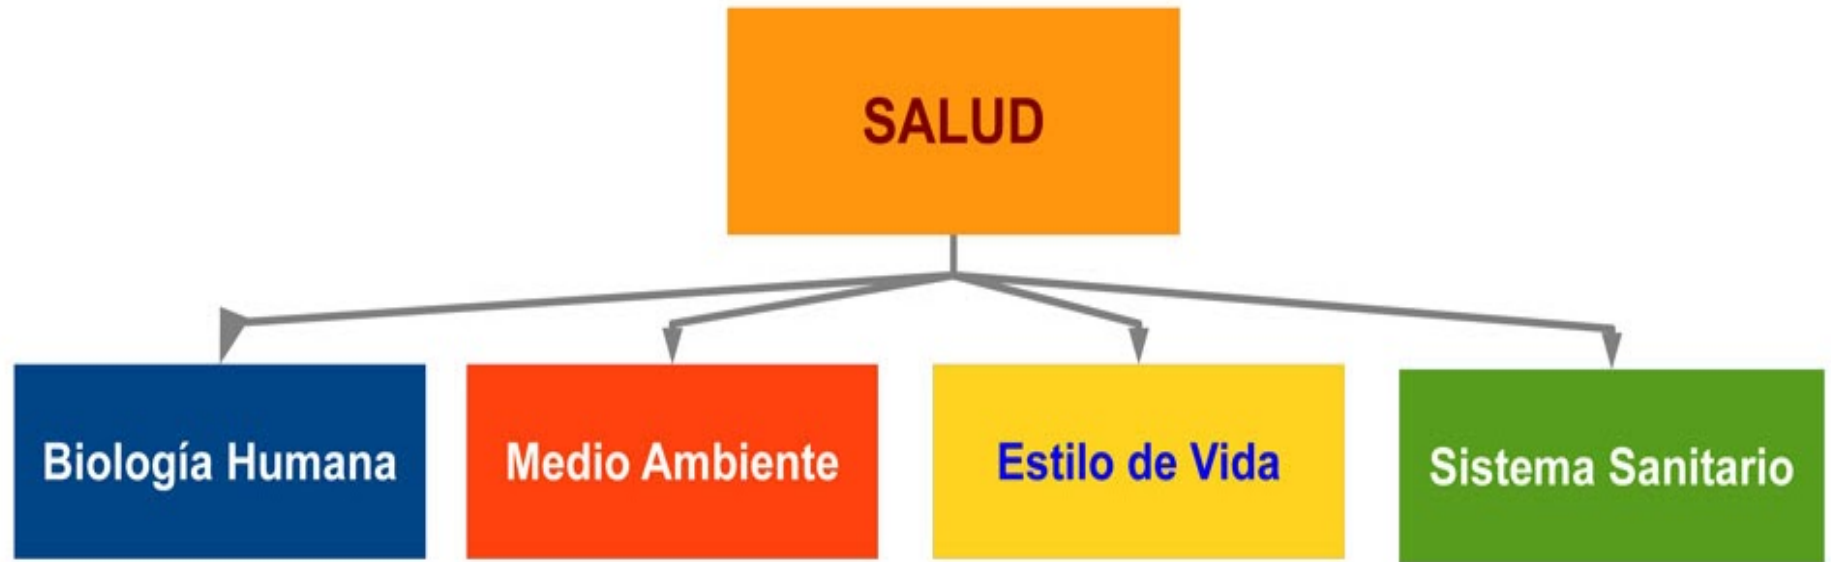 SALUD
Biología Humana
Medio Ambiente
Estilo de Vida
Sistema Sanitario